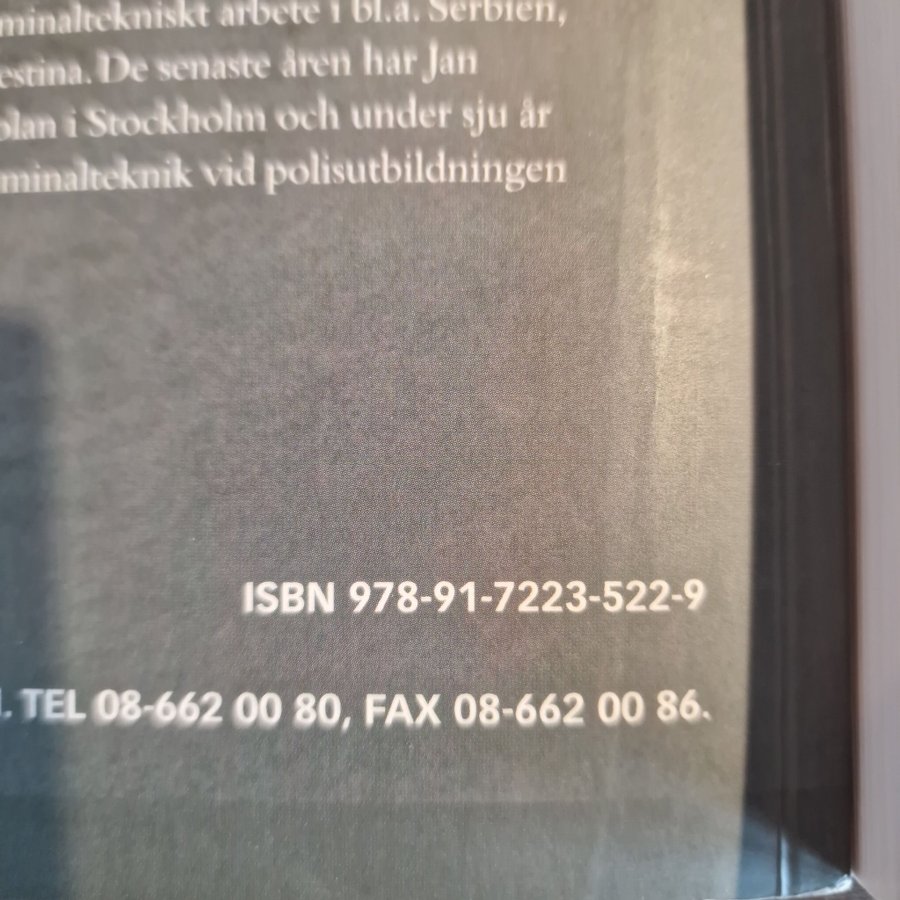 minaltekniskt arbete i bl.a. Serbien,
estina. De senaste åren har Jan
olan i Stockholm och under sju år
minalteknik vid polisutbildningen
ISBN 978-91-7223-522-9
. TEL 08-662 00 80, FAX 08-662 00 86.